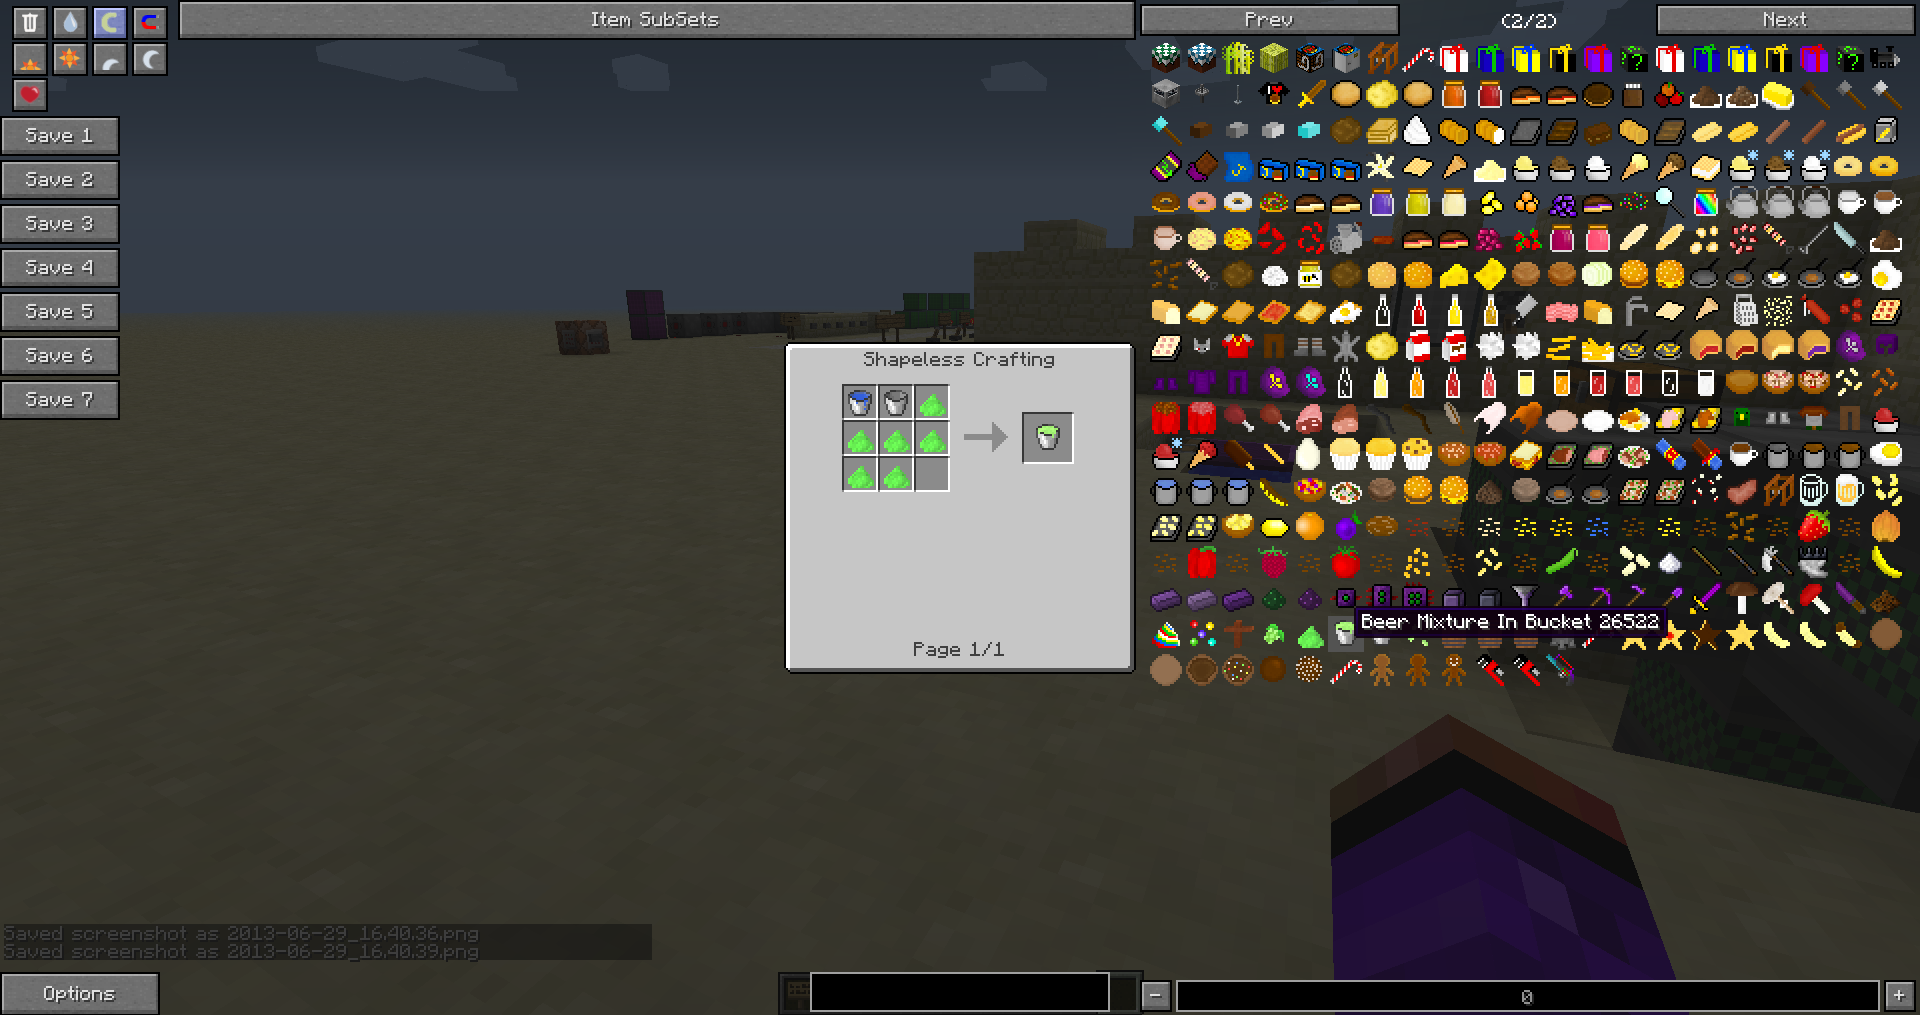 Item SubSets
Prev
(2/2)
Next
Save 1
Save 2
Save 3
Save 4
Save 5
Save 6
Save 7
Shapeless Crafting
Page 1/1
Beer Mixture In Bucket 26522
Saved screenshot as 2013-06-29_16.40.36.png
Saved screenshot as 2013-06-29_16.40.39.png
Options
-
0
+